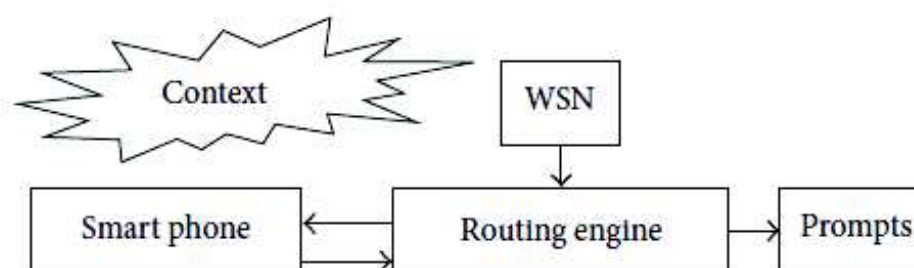 Context
WSN
Smart phone
Routing engine
Prompts